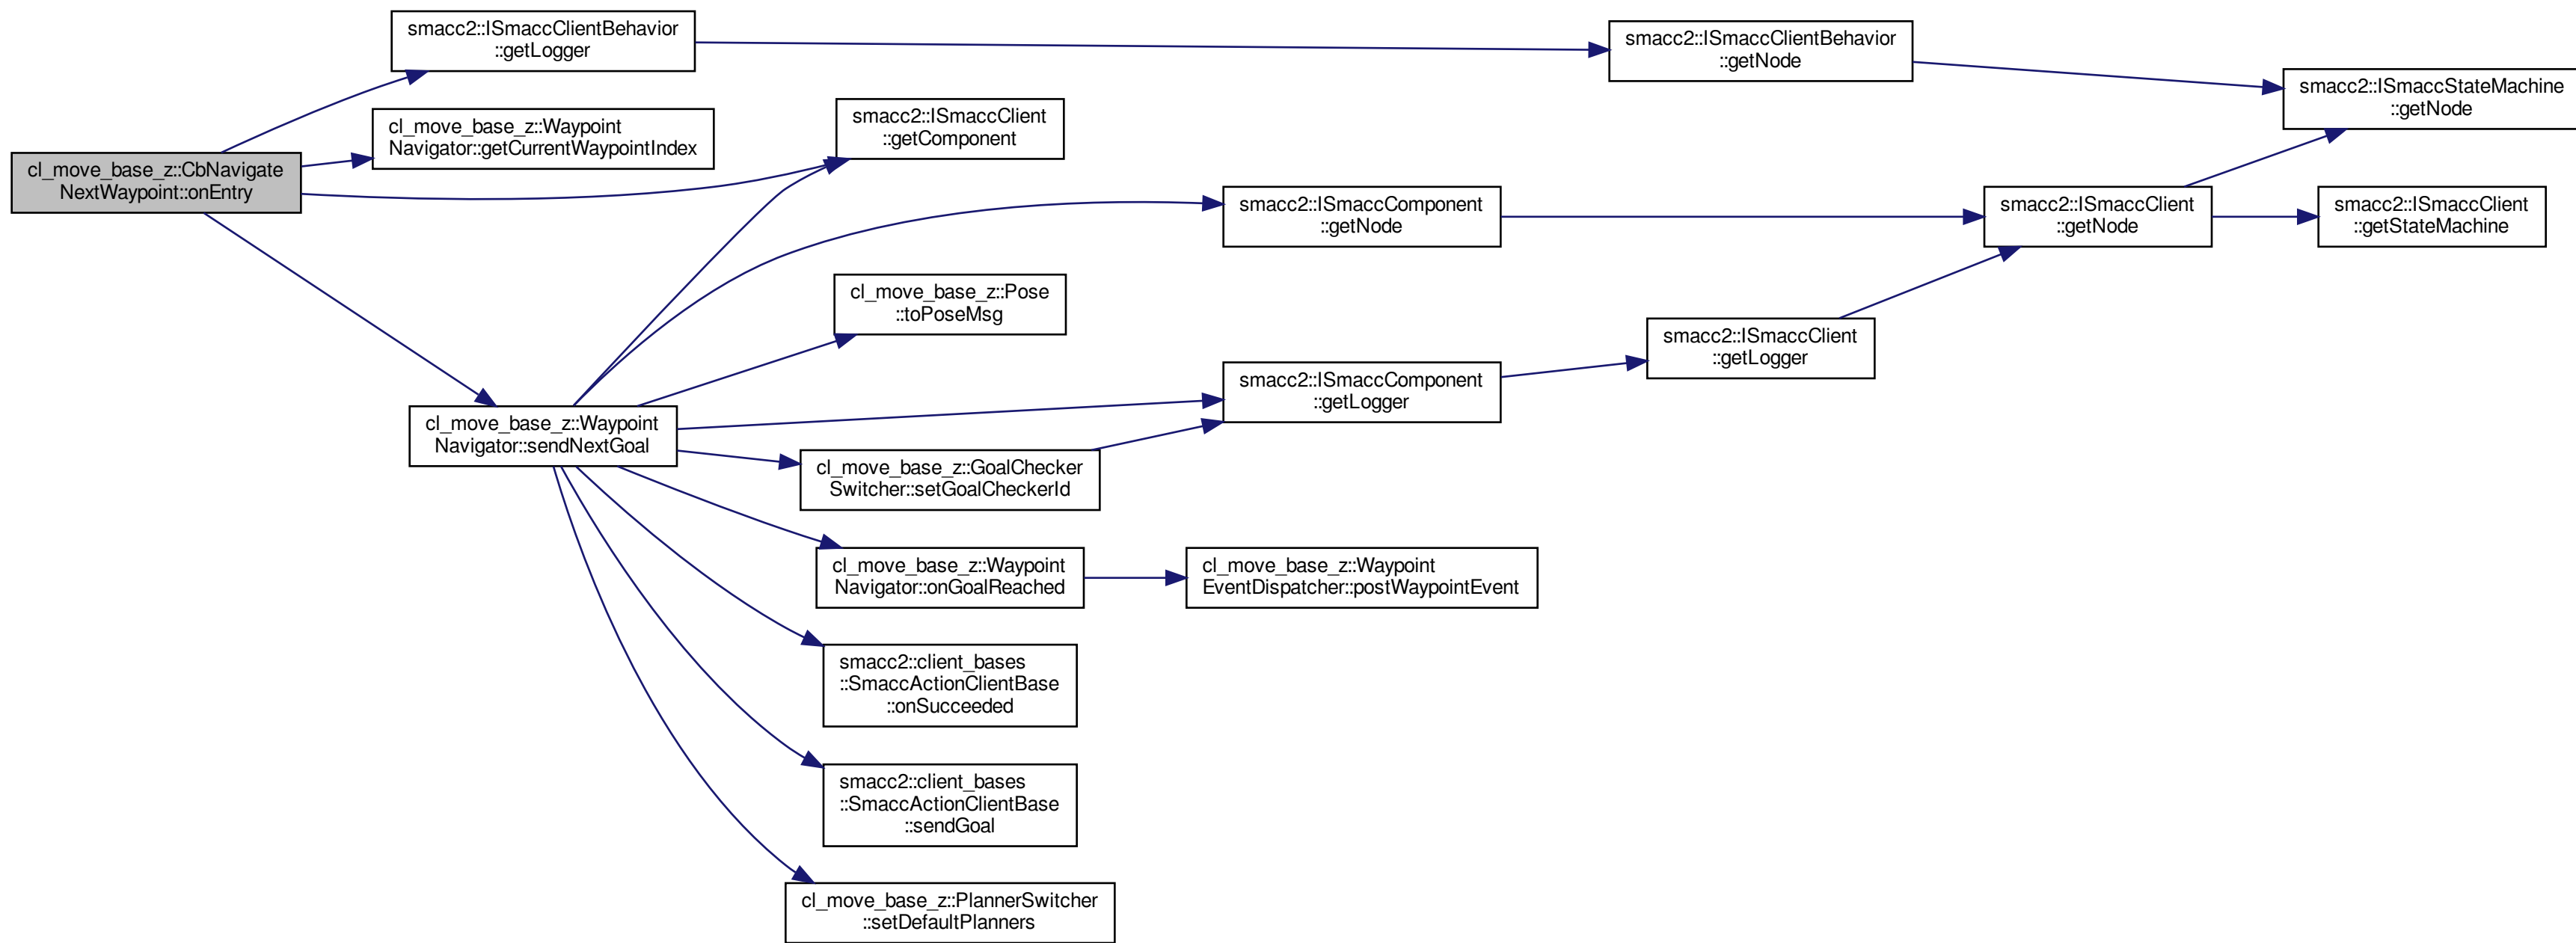 cl_move_base_z::CbNavigate
NextWaypoint::onEntry
smacc2::ISmaccClientBehavior
::getLogger
cl_move_base_z::Waypoint
Navigator::getCurrentWaypointIndex
smacc2::ISmaccClient
::getComponent
cl_move_base_z::Waypoint
Navigator::sendNextGoal
smacc2::ISmaccClientBehavior
::getNode
smacc2::ISmaccStateMachine
::getNode
smacc2::ISmaccComponent
::getNode
smacc2::ISmaccClient
::getNode
smacc2::ISmaccClient
::getStateMachine
cl_move_base_z::Pose
::toPoseMsg
smacc2::ISmaccComponent
::getLogger
smacc2::ISmaccClient
::getLogger
cl_move_base_z::GoalChecker
Switcher::setGoalCheckerId
cl_move_base_z::Waypoint
Navigator::onGoalReached
cl_move_base_z::Waypoint
EventDispatcher::postWaypointEvent
smacc2::client_bases
::SmaccActionClientBase
::onSucceeded
smacc2::client_bases
::SmaccActionClientBase
::sendGoal
cl_move_base_z::PlannerSwitcher
::setDefaultPlanners